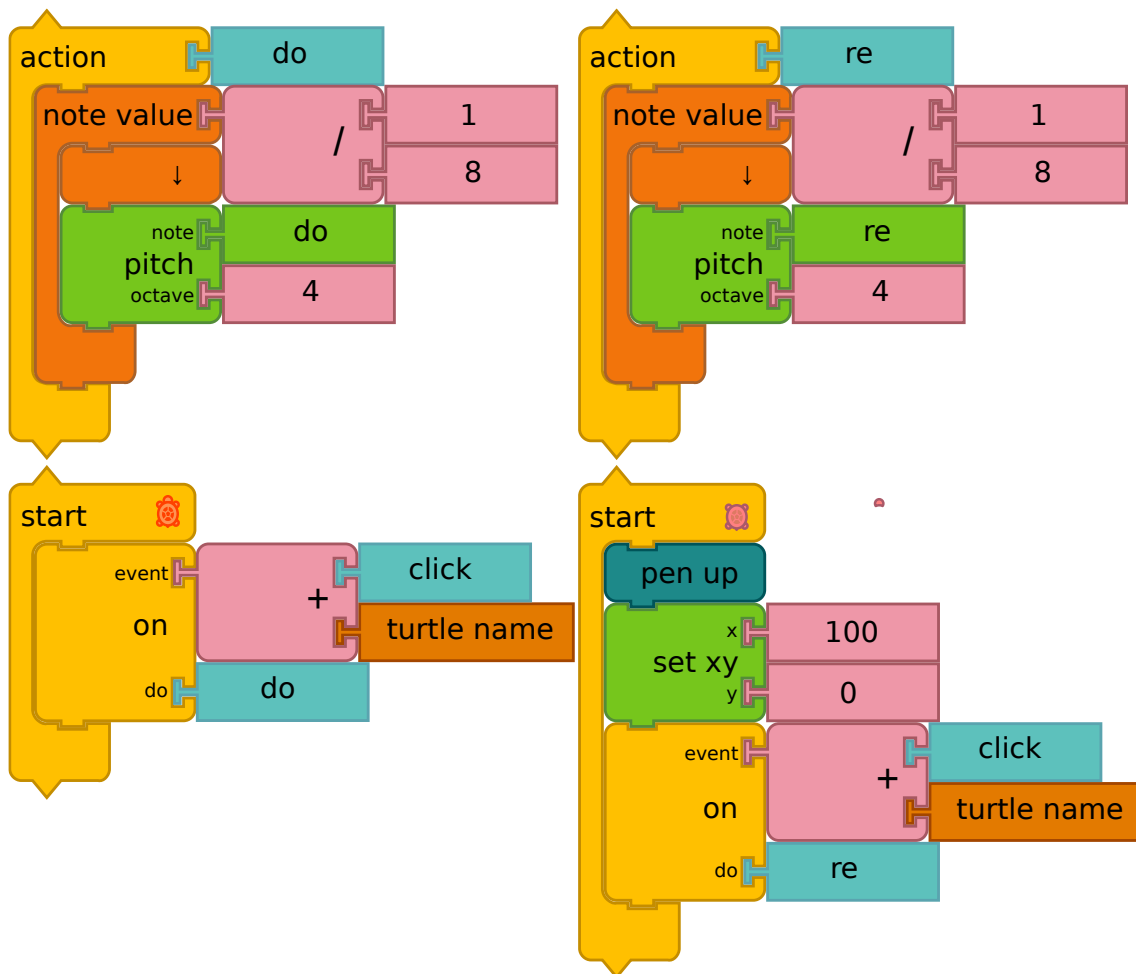 action do
note value / 1
8
↓
note do
pitch
octave 4
action re
note value / 1
8
↓
note re
pitch
octave 4
start
event + click
turtle name
on
do do
start
pen up
x 100
set xy
y 0
event + click
turtle name
on
do re